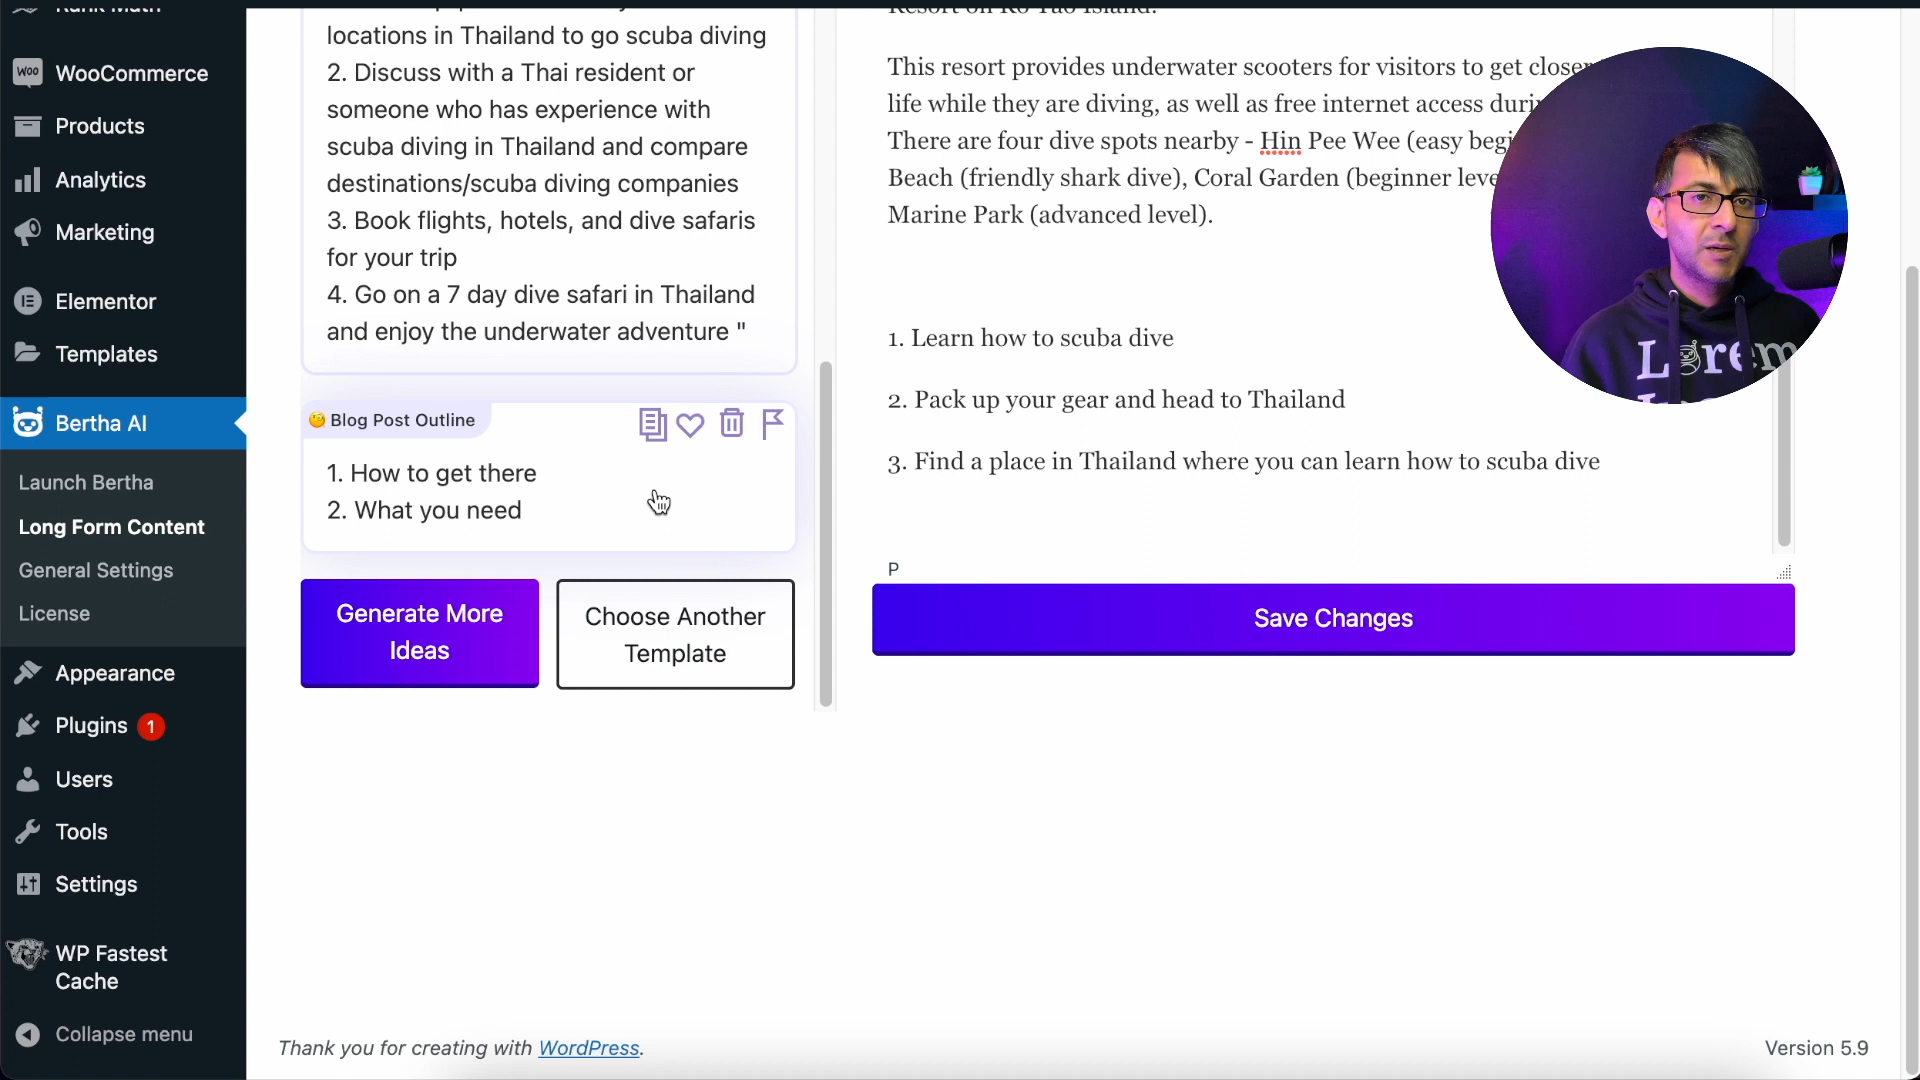 WooCommerce
Products
Analytics
Marketing
Elementor
Templates
Bertha AI
Launch Bertha
Long Form Content
General Settings
License
Appearance
Plugins 1
Users
Tools
Settings
WP Fastest
Cache
Collapse menu
locations in Thailand to go scuba diving
2. Discuss with a Thai resident or
someone who has experience with
scuba diving in Thailand and compare
destinations/scuba diving companies
3. Book flights, hotels, and dive safaris
for your trip
4. Go on a 7 day dive safari in Thailand
and enjoy the underwater adventure "
Blog Post Outline
1. How to get there
2. What you need
Generate More
Ideas
Choose Another
Template
Resort on Ko Tao Island.
This resort provides underwater scooters for visitors to get closer
life while they are diving, as well as free internet access
There are four dive spots nearby - Hin Pee Wee (easy
Beach (friendly shark dive), Coral Garden (beginner
Marine Park (advanced level).
1. Learn how to scuba dive
2. Pack up your gear and head to Thailand
3. Find a place in Thailand where you can learn how to scuba dive
P
Save Changes
Thank you for creating with WordPress.
Version 5.9